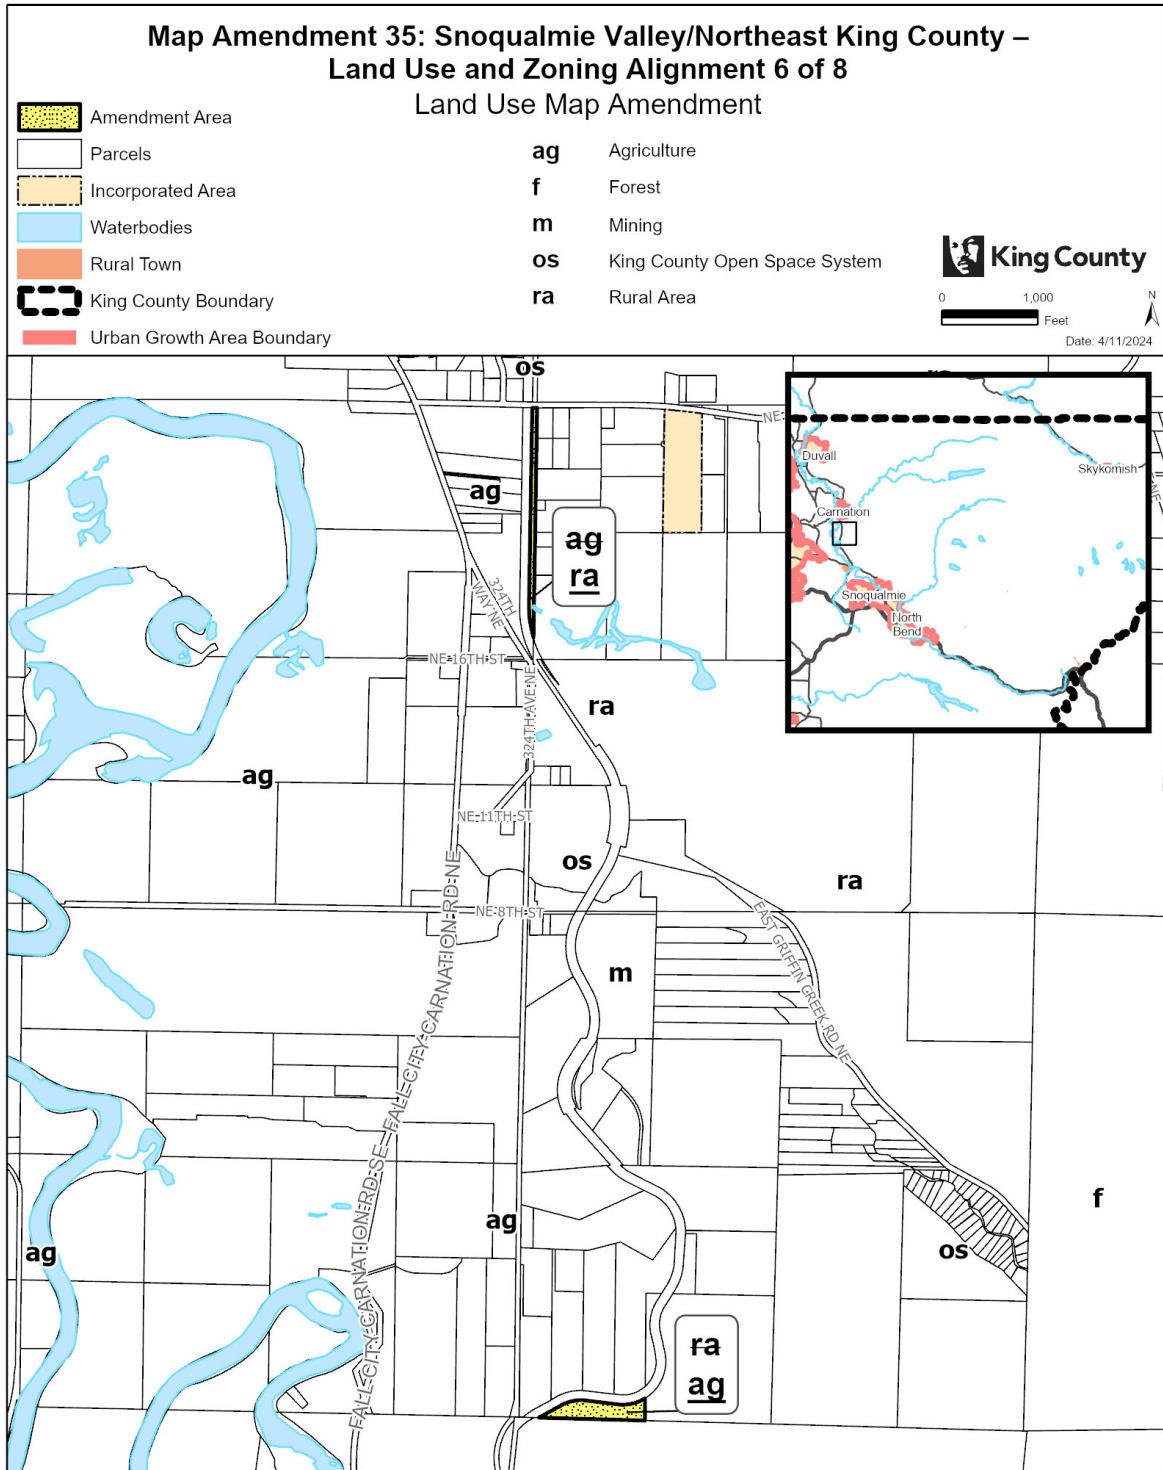 Map Amendment 35: Snoqualmie Valley/Northeast King County –
Land Use and Zoning Alignment 6 of 8
Land Use Map Amendment
Amendment Area
Parcels
Incorporated Area
Waterbodies
Rural Town
King County Boundary
Urban Growth Area Boundary
ag Agriculture
f Forest
m Mining
os King County Open Space System
ra Rural Area
King County
0 1,000
Feet
N
Date: 4/11/2024
os
NE
Duvall
Skykomish
Carnation
Snoqualmie
North
Bend
NE
ag
ag
ra
324TH
WAY NE
NE 16TH ST
324TH AVE NE
ra
ag
NE 11TH ST
os
ra
NE 8TH ST
FALL CITY-CARNATION RD NE
EAST GRIFFIN CREEK RD NE
m
FALL CITY-CARNATION RD SE
f
ag
ag
os
ra
ag